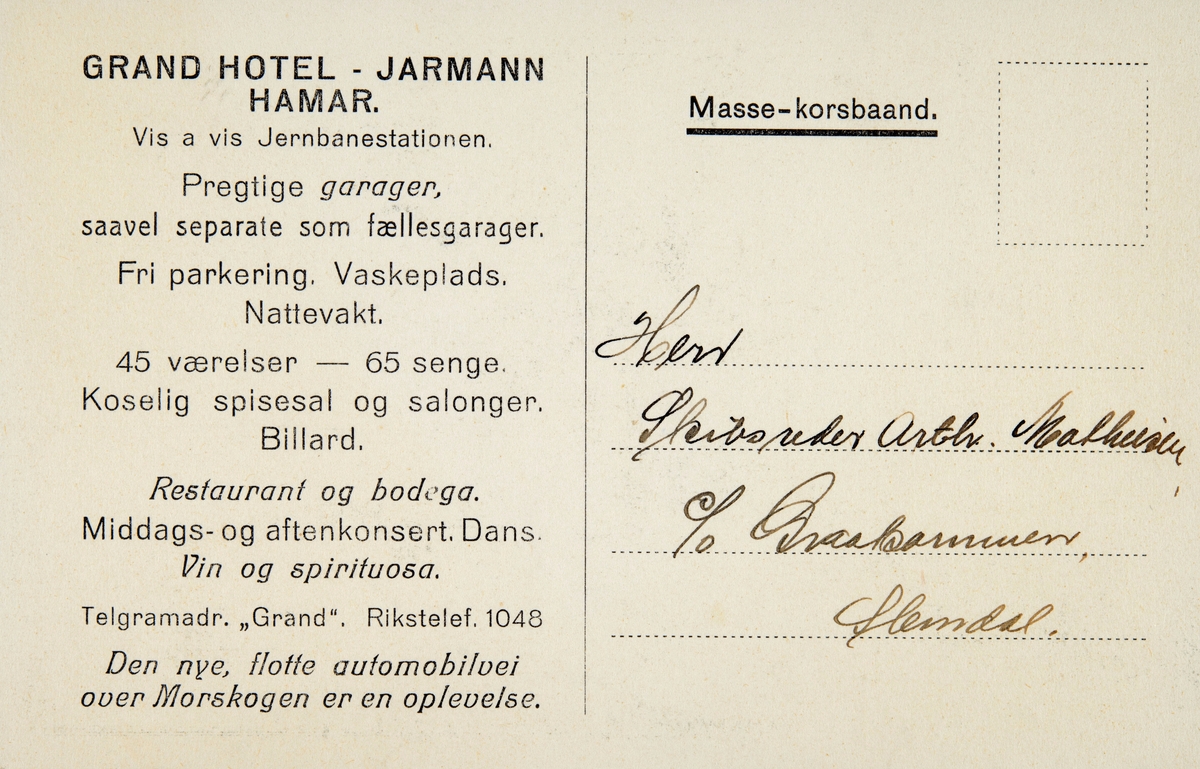 GRAND HOTEL - JARMANN
HAMAR.
Vis a vis Jernbanestationen.
Pregtige garager,
saavel separate som fællesgarager.
Fri parkering. Vaskeplads.
Nattevakt.
45 værelser — 65 senge.
Koselig spisesal og salonger.
Billard.
Restaurant og bodega.
Middags- og aftenkonsert. Dans.
Vin og spirituosa.
Telgramadr. „Grand“. Rikstelef. 1048
Den nye, flotte automobilvei
over Morskogen er en oplevelse.
Masse-korsbaand.
Herr
Skibsreder Arth. Mathiesen,
c/o Braakammen,
Slemdal.